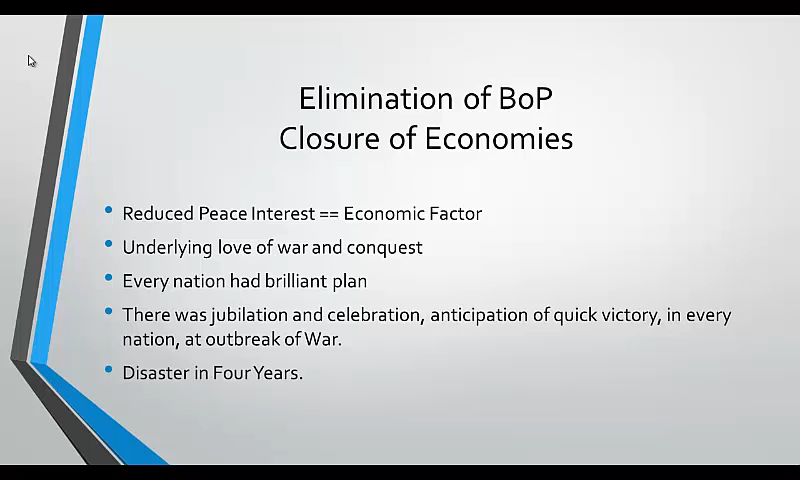 Elimination of BoP
Closure of Economies
• Reduced Peace Interest == Economic Factor
• Underlying love of war and conquest
• Every nation had brilliant plan
• There was jubilation and celebration, anticipation of quick victory, in every
nation, at outbreak of War.
• Disaster in Four Years.